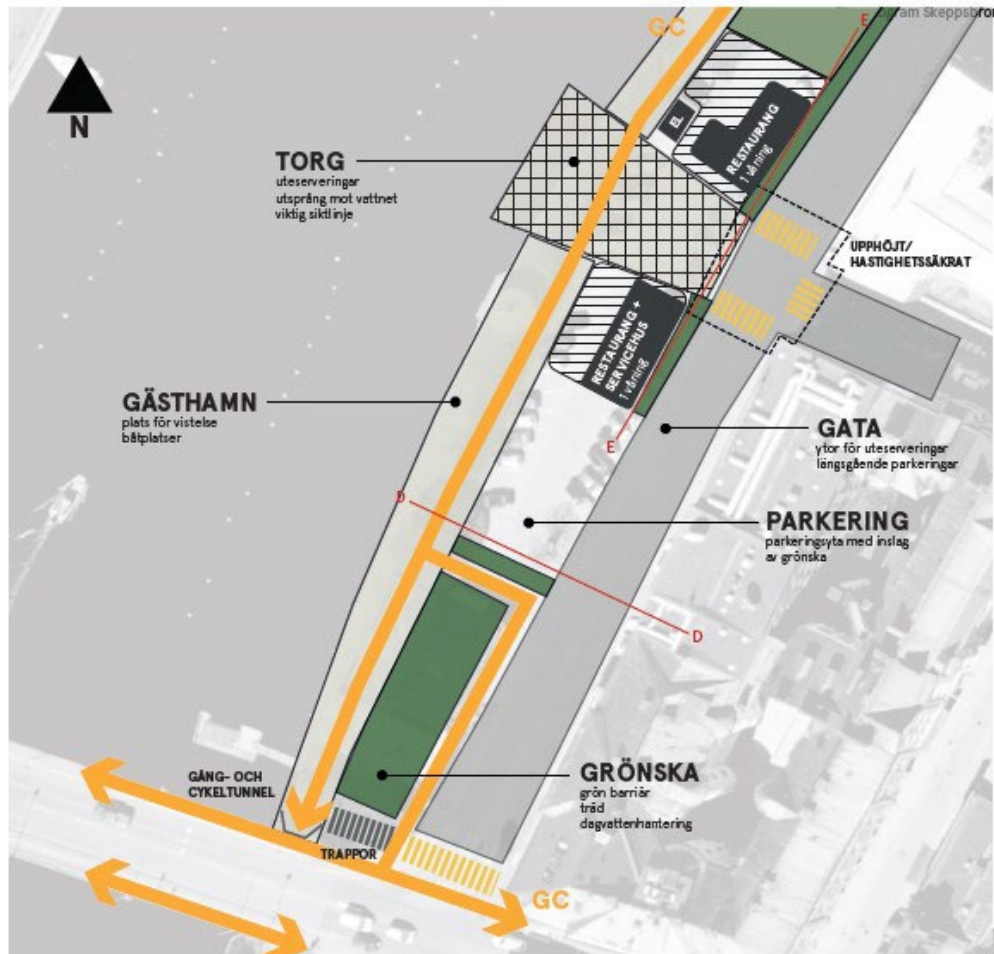 Skeppsbron
GC
E
N
EL
RESTAURANG
1 våning
TORG
uteserveringar
utsprång mot vattnet
viktig siktlinje
UPPHÖJT/
HASTIGHETSSÄKRAT
RESTAURANG +
SERVICEHUS
1 våning
GÄSTHAMN
plats för vistelse
båtplatser
GATA
ytor för uteserveringar
längsgående parkeringar
E
D
PARKERING
parkeringsyta med inslag
av grönska
D
GRÖNSKA
grön barriär
träd
dagvattenhantering
GÅNG- OCH
CYKELTUNNEL
TRAPPOR
GC